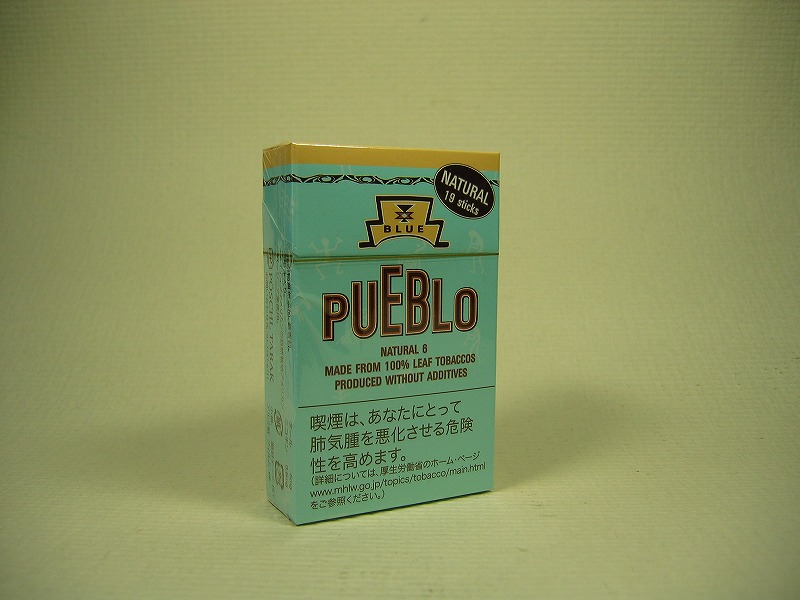 NATURAL
19 sticks
BLUE
PUEBLO
NATURAL 6
MADE FROM 100% LEAF TOBACCOS
PRODUCED WITHOUT ADDITIVES
喫煙は、あなたにとって
肺気腫を悪化させる危険
性を高めます。
(詳細については、厚生労働省のホーム・ページ
www.mhlw.go.jp/topics/tobacco/main.html
をご参照ください。)
PÖSCHL TABAK